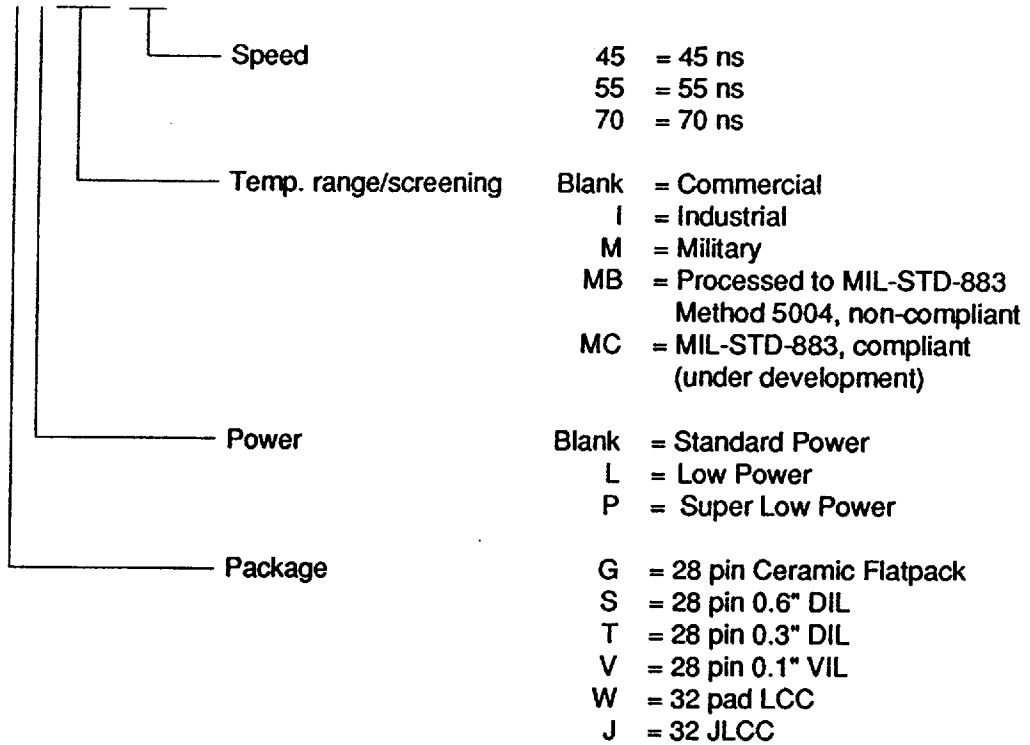 Speed 45 = 45 ns
55 = 55 ns
70 = 70 ns
Temp. range/screening Blank = Commercial
I = Industrial
M = Military
MB = Processed to MIL-STD-883
Method 5004, non-compliant
MC = MIL-STD-883, compliant
(under development)
Power Blank = Standard Power
L = Low Power
P = Super Low Power
Package G = 28 pin Ceramic Flatpack
S = 28 pin 0.6" DIL
T = 28 pin 0.3" DIL
V = 28 pin 0.1" VIL
W = 32 pad LCC
J = 32 JLCC